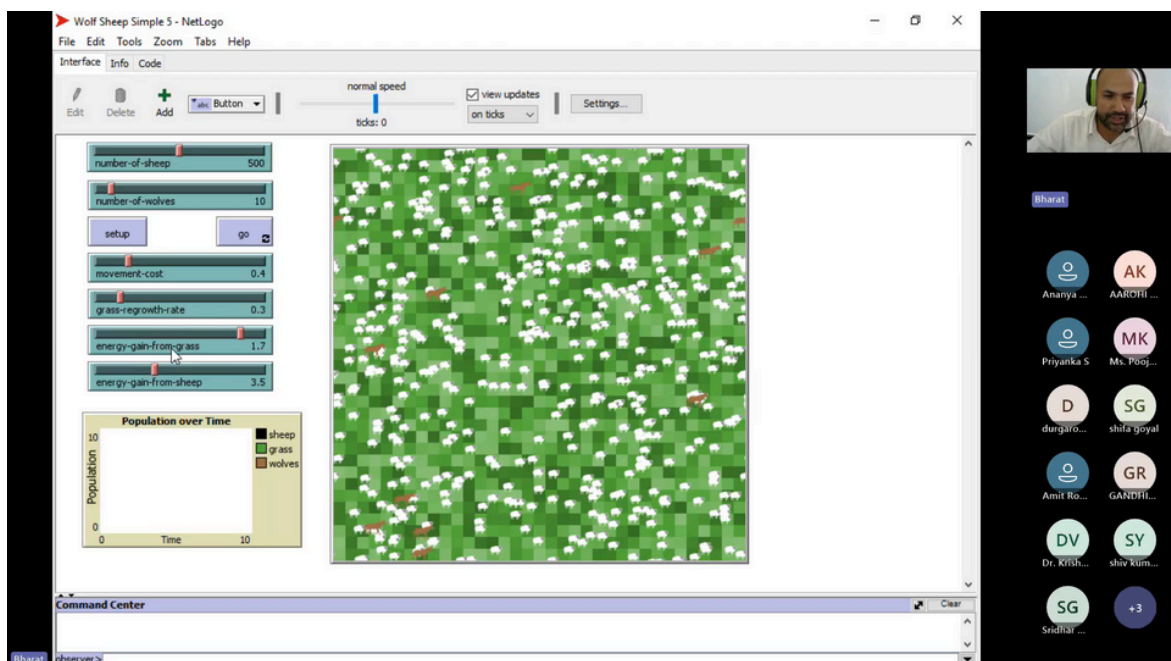 Wolf Sheep Simple 5 - NetLogo
File Edit Tools Zoom Tabs Help
Interface Info Code
Edit Delete Add abc Button normal speed ticks: 0 view updates on ticks Settings...
number-of-sheep 500
number-of-wolves 10
setup go
movement-cost 0.4
grass-regrowth-rate 0.3
energy-gain-from-grass 1.7
energy-gain-from-sheep 3.5
Population over Time
10
Population
0
0 Time 10
sheep
grass
wolves
Command Center Clear
observer>
Bharat
Bharat
Ananya ...
AK
AAROHI ...
Priyanka S
MK
Ms. Pooj...
D
durgaro...
SG
shifa goyal
Amit Ro...
GR
GANDHI...
DV
Dr. Krish...
SY
shiv kum...
SG
Sridhar ...
+3